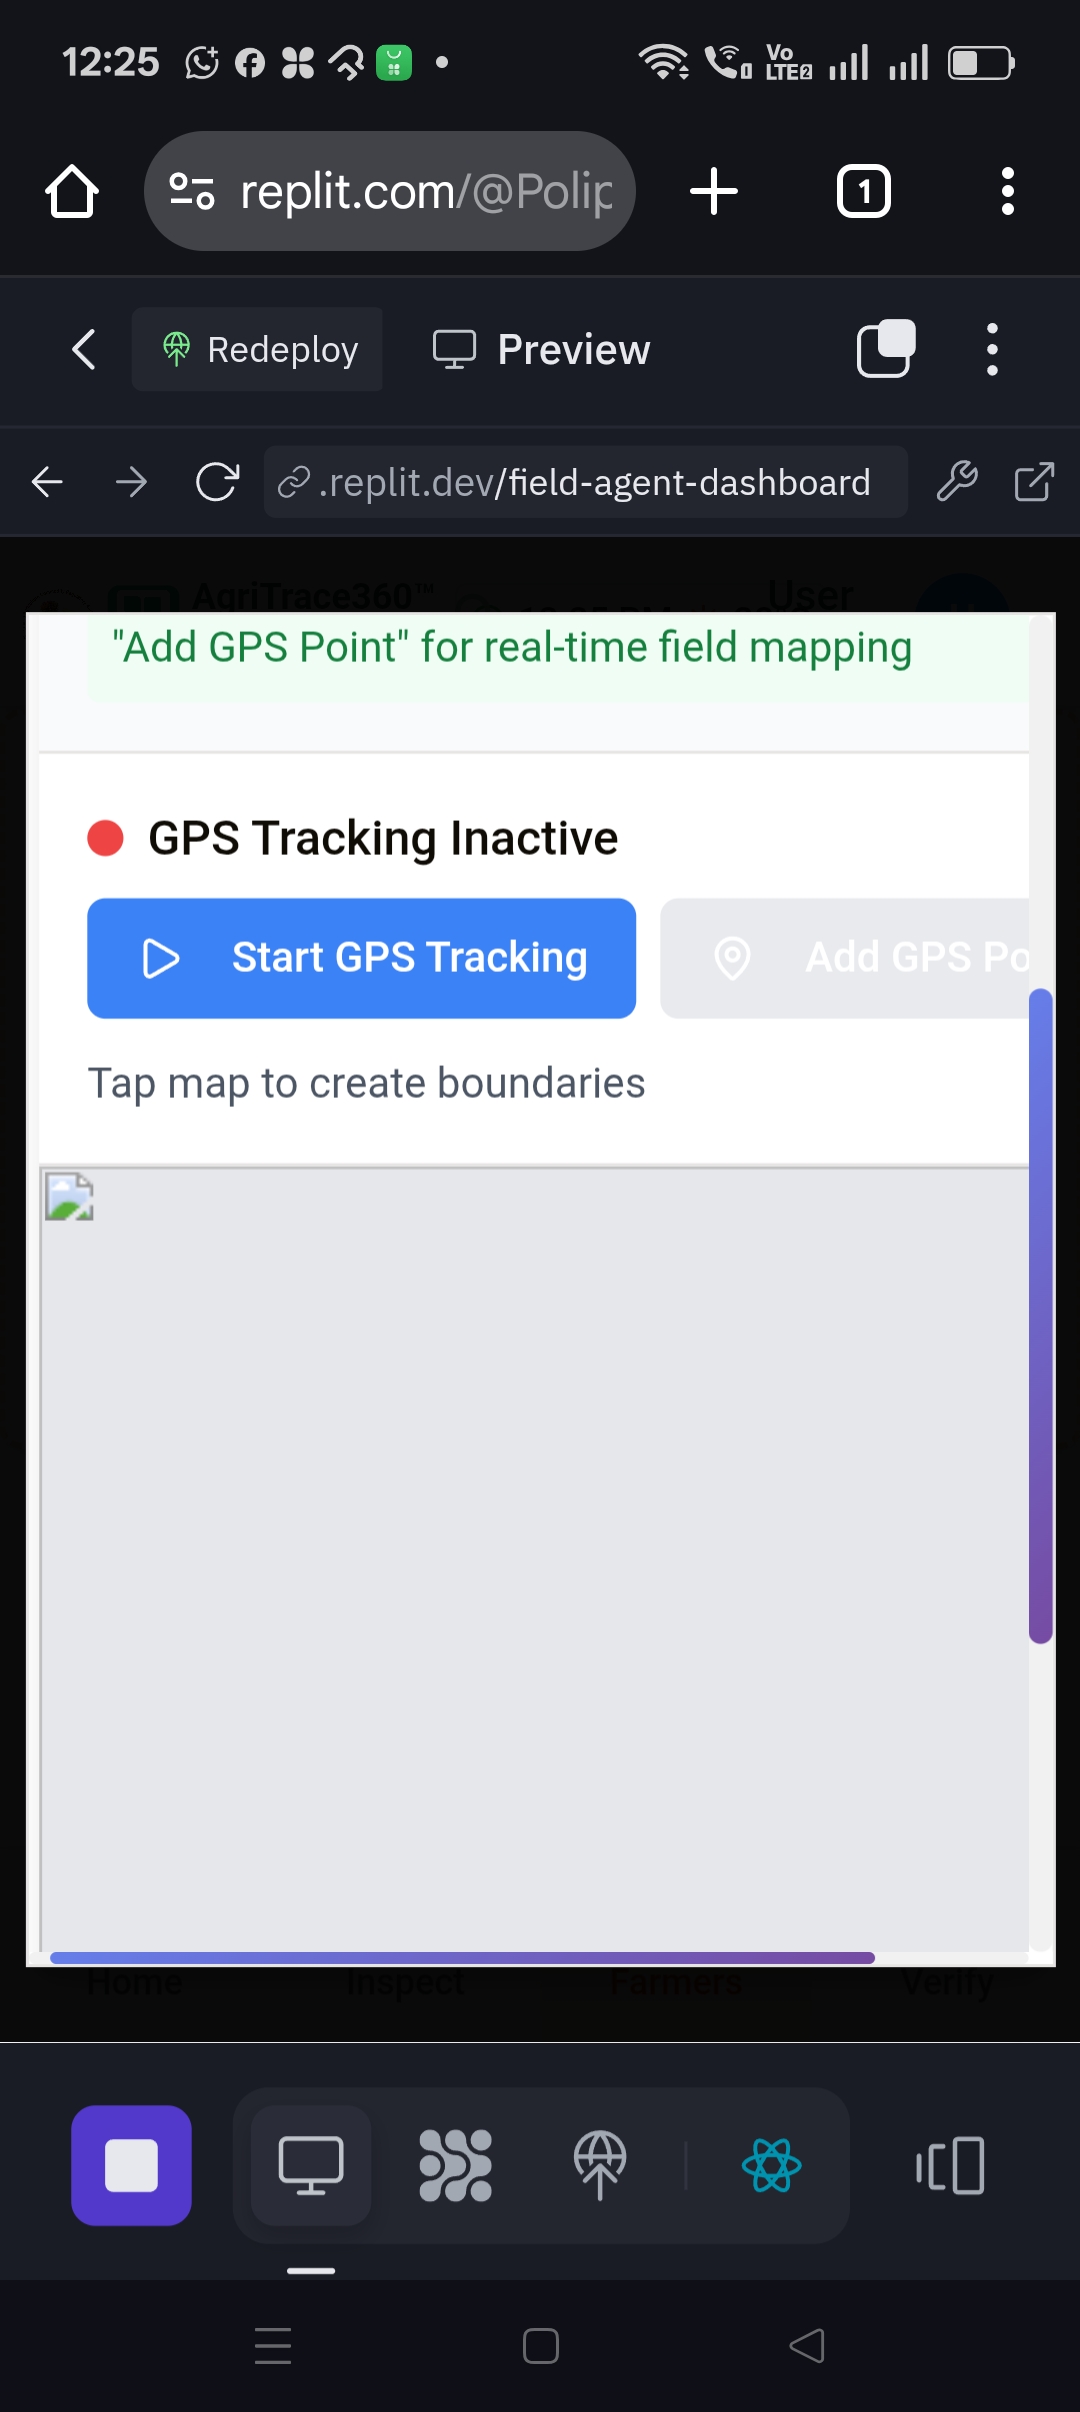 12:25
Vo
LTE2
replit.com/@Polip
1
Redeploy
Preview
.replit.dev/field-agent-dashboard
AgriTrace360™
User
"Add GPS Point" for real-time field mapping
GPS Tracking Inactive
Start GPS Tracking
Add GPS Po
Tap map to create boundaries
Home
Inspect
Farmers
Verify